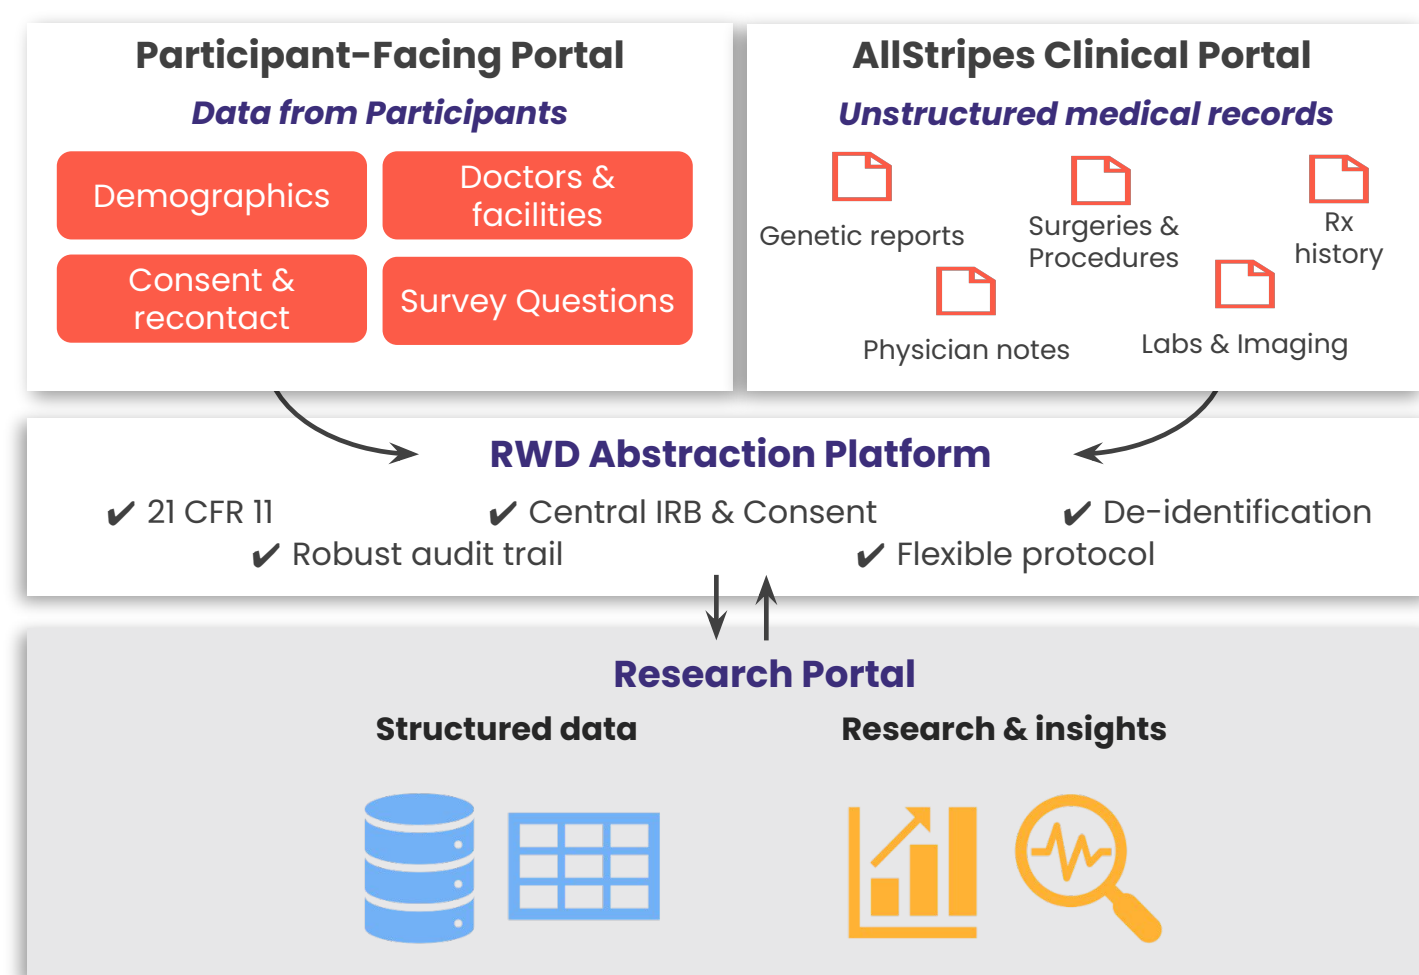 Participant-Facing Portal
Data from Participants
Demographics
Doctors &
facilities
Consent &
recontact
Survey Questions
AllStripes Clinical Portal
Unstructured medical records
Genetic reports
Surgeries &
Procedures
Rx
history
Physician notes
Labs & Imaging
RWD Abstraction Platform
✔ 21 CFR 11
✔ Central IRB & Consent
✔ De-identification
✔ Robust audit trail
✔ Flexible protocol
Research Portal
Structured data
Research & insights